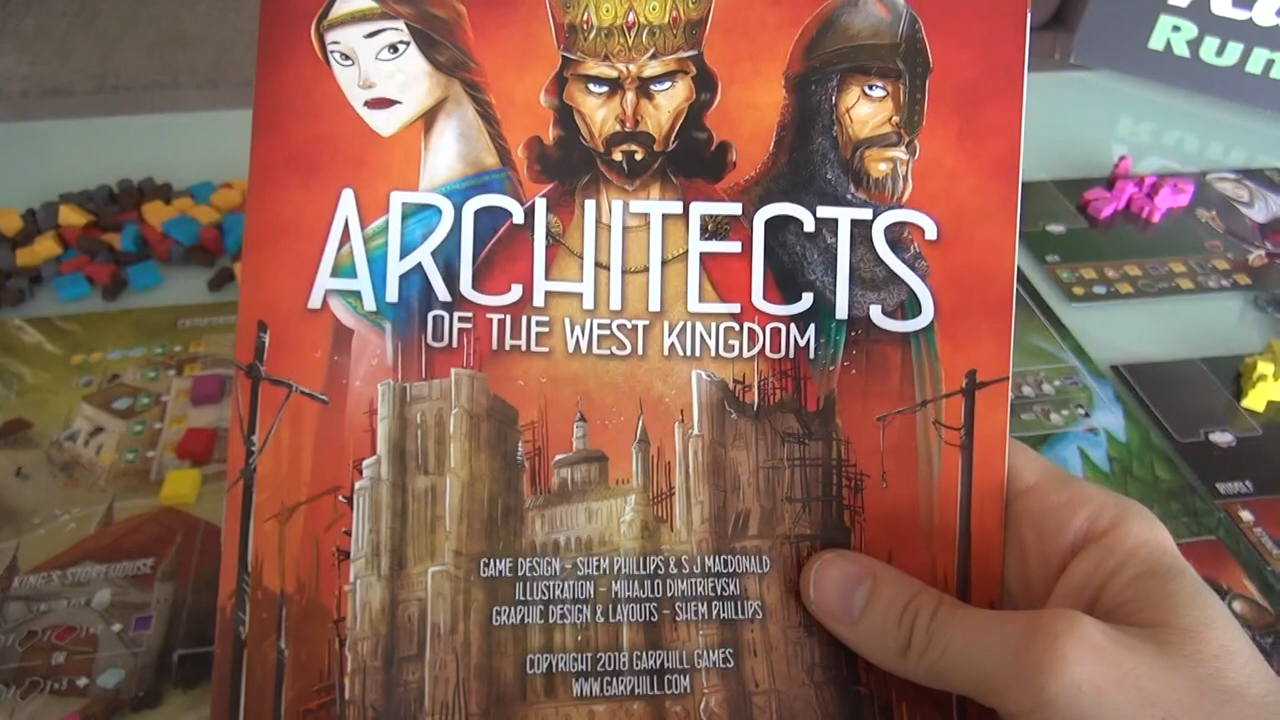 Run
ARCHITECTS
OF THE WEST KINGDOM
GAME DESIGN - SHEM PHILLIPS & S J MACDONALD
ILLUSTRATION - MIHAJLO DIMITRIEVSKI
GRAPHIC DESIGN & LAYOUTS - SHEM PHILLIPS
COPYRIGHT 2018 GARPHILL GAMES
WWW.GARPHILL.COM
KING'S STOREHOUSE
OR